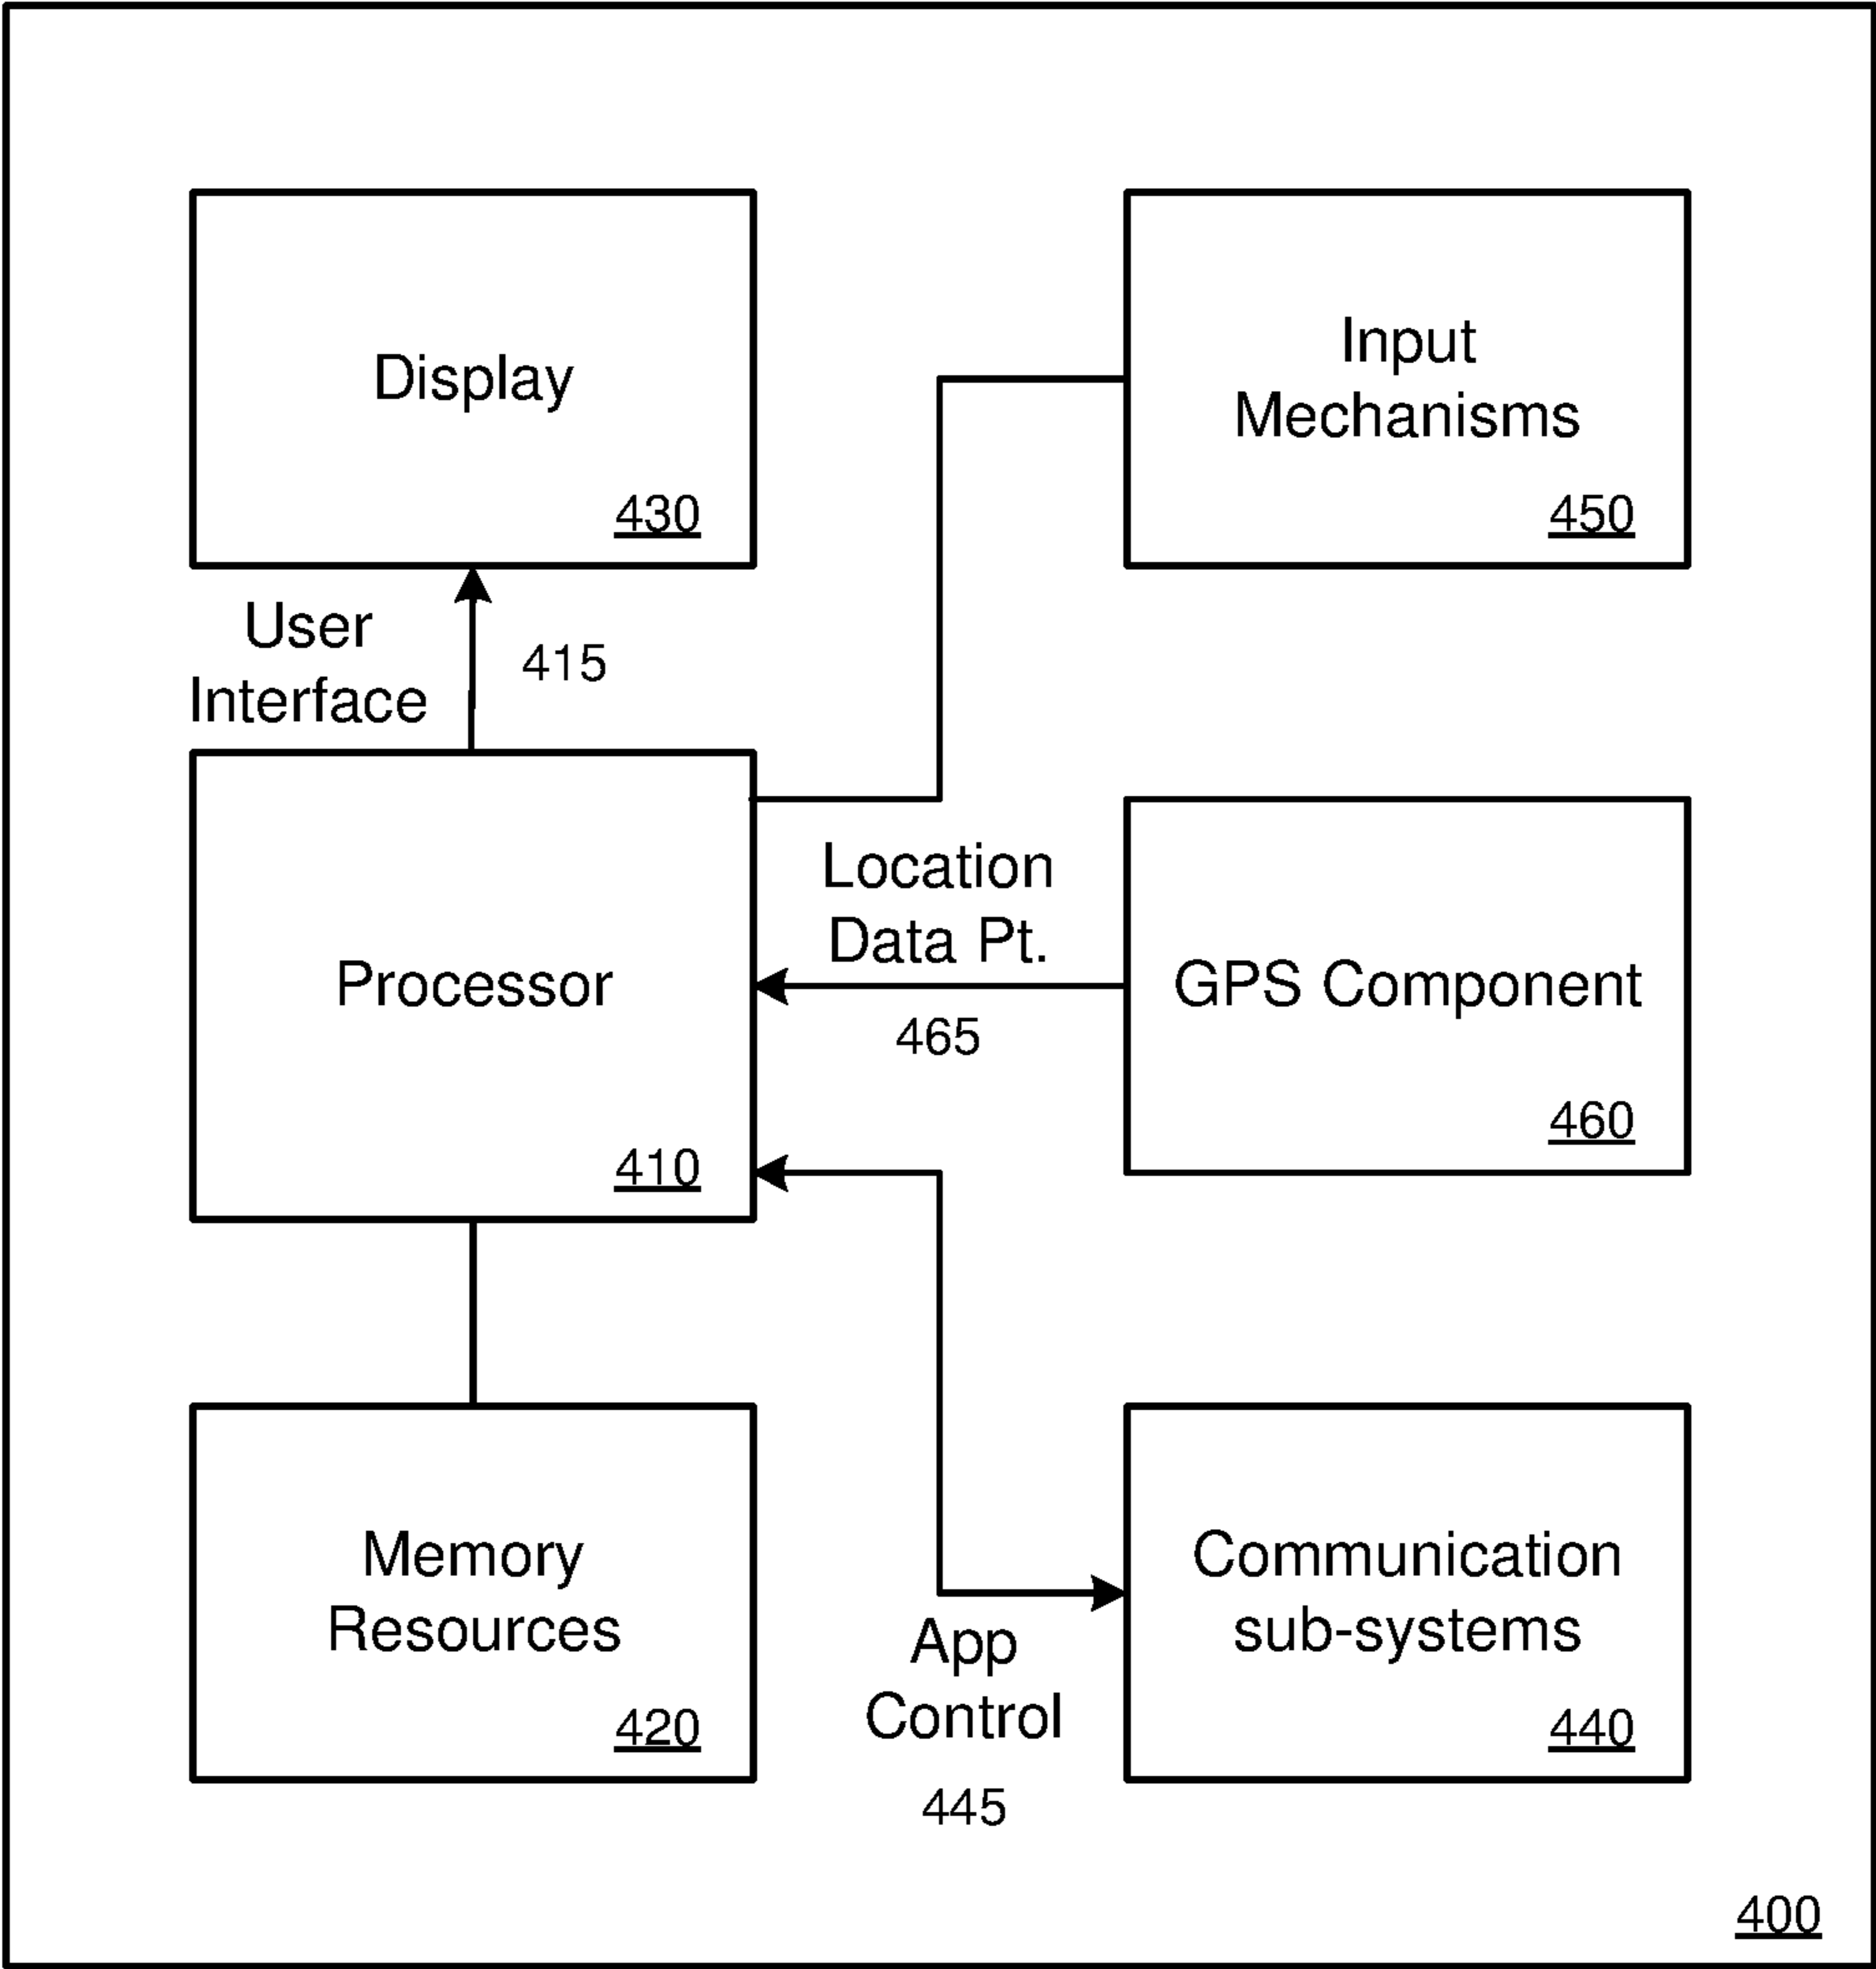 Display
430
Input
Mechanisms
450
User
Interface
415
Processor
410
Location
Data Pt.
465
GPS Component
460
Memory
Resources
420
App
Control
445
Communication
sub-systems
440
400